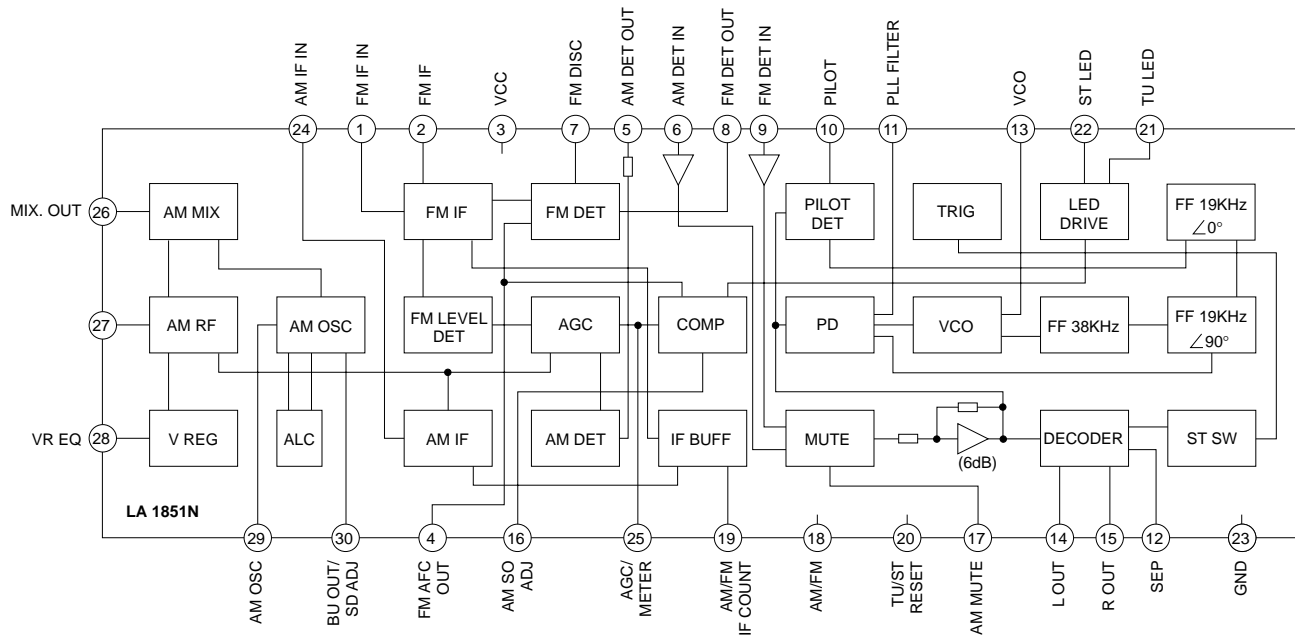 AM IF IN
FM IF IN
FM IF
VCC
FM DISC
AM DET OUT
AM DET IN
FM DET OUT
FM DET IN
PILOT
PLL FILTER
VCO
ST LED
TU LED
24
1
2
3
7
5
6
8
9
10
11
13
22
21
MIX. OUT
26
AM MIX
FM IF
FM DET
PILOT
DET
TRIG
LED
DRIVE
FF 19KHz
∠0°
27
AM RF
AM OSC
FM LEVEL
DET
AGC
COMP
PD
VCO
FF 38KHz
FF 19KHz
∠90°
VR EQ
28
V REG
ALC
AM IF
AM DET
IF BUFF
MUTE
(6dB)
DECODER
ST SW
LA 1851N
29
30
4
16
25
19
18
20
17
14
15
12
23
AM OSC
BU OUT/
SD ADJ
FM AFC
OUT
AM SO
ADJ
AGC/
METER
AM/FM
IF COUNT
AM/FM
TU/ST
RESET
AM MUTE
L OUT
R OUT
SEP
GND